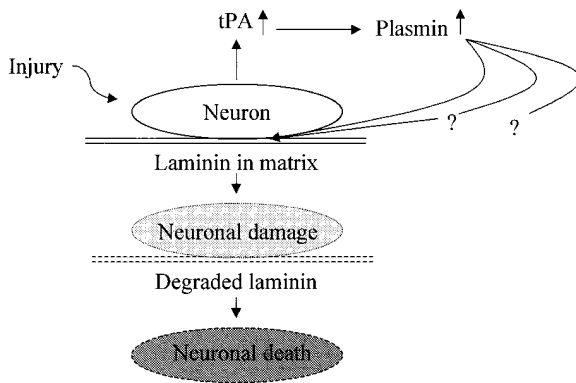 tPA ↑ → Plasmin ↑
Injury
Neuron
? ?
Laminin in matrix
Neuronal damage
Degraded laminin
Neuronal death